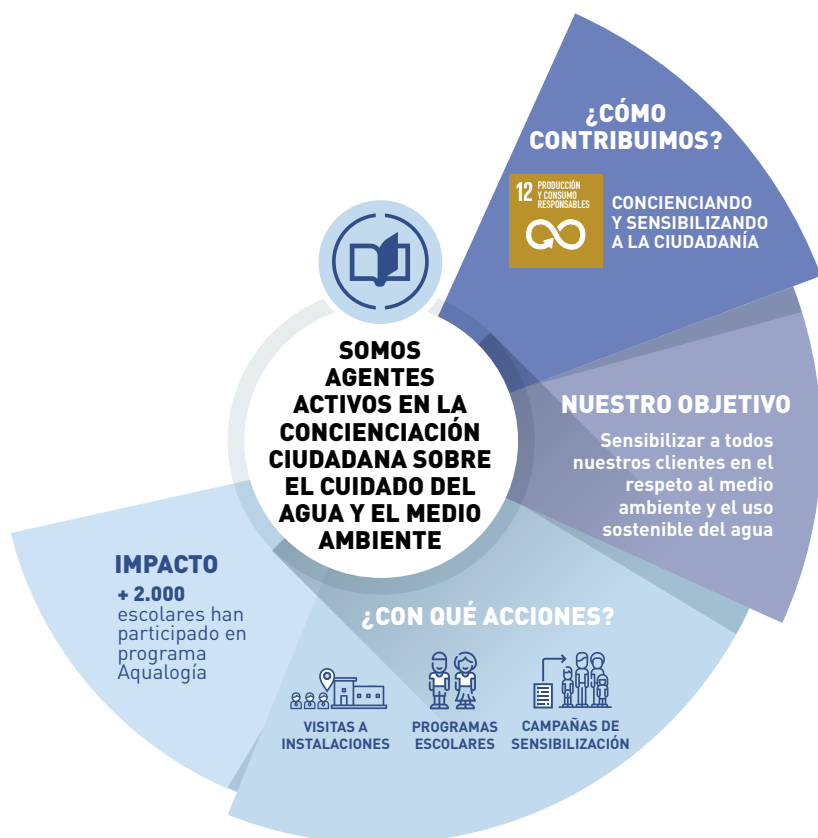 ¿CÓMO
CONTRIBUIMOS?
12 PRODUCCIÓN
Y CONSUMO
RESPONSABLES
CONCIENCIANDO
Y SENSIBILIZANDO
A LA CIUDADANÍA
SOMOS
AGENTES
ACTIVOS EN LA
CONCIENCIACIÓN
CIUDADANA SOBRE
EL CUIDADO DEL
AGUA Y EL MEDIO
AMBIENTE
NUESTRO OBJETIVO
Sensibilizar a todos
nuestros clientes en el
respeto al medio
ambiente y el uso
sostenible del agua
¿CON QUÉ ACCIONES?
VISITAS A
INSTALACIONES
PROGRAMAS
ESCOLARES
CAMPAÑAS DE
SENSIBILIZACIÓN
IMPACTO
+ 2.000
escolares han
participado en
programa
Aqualogía